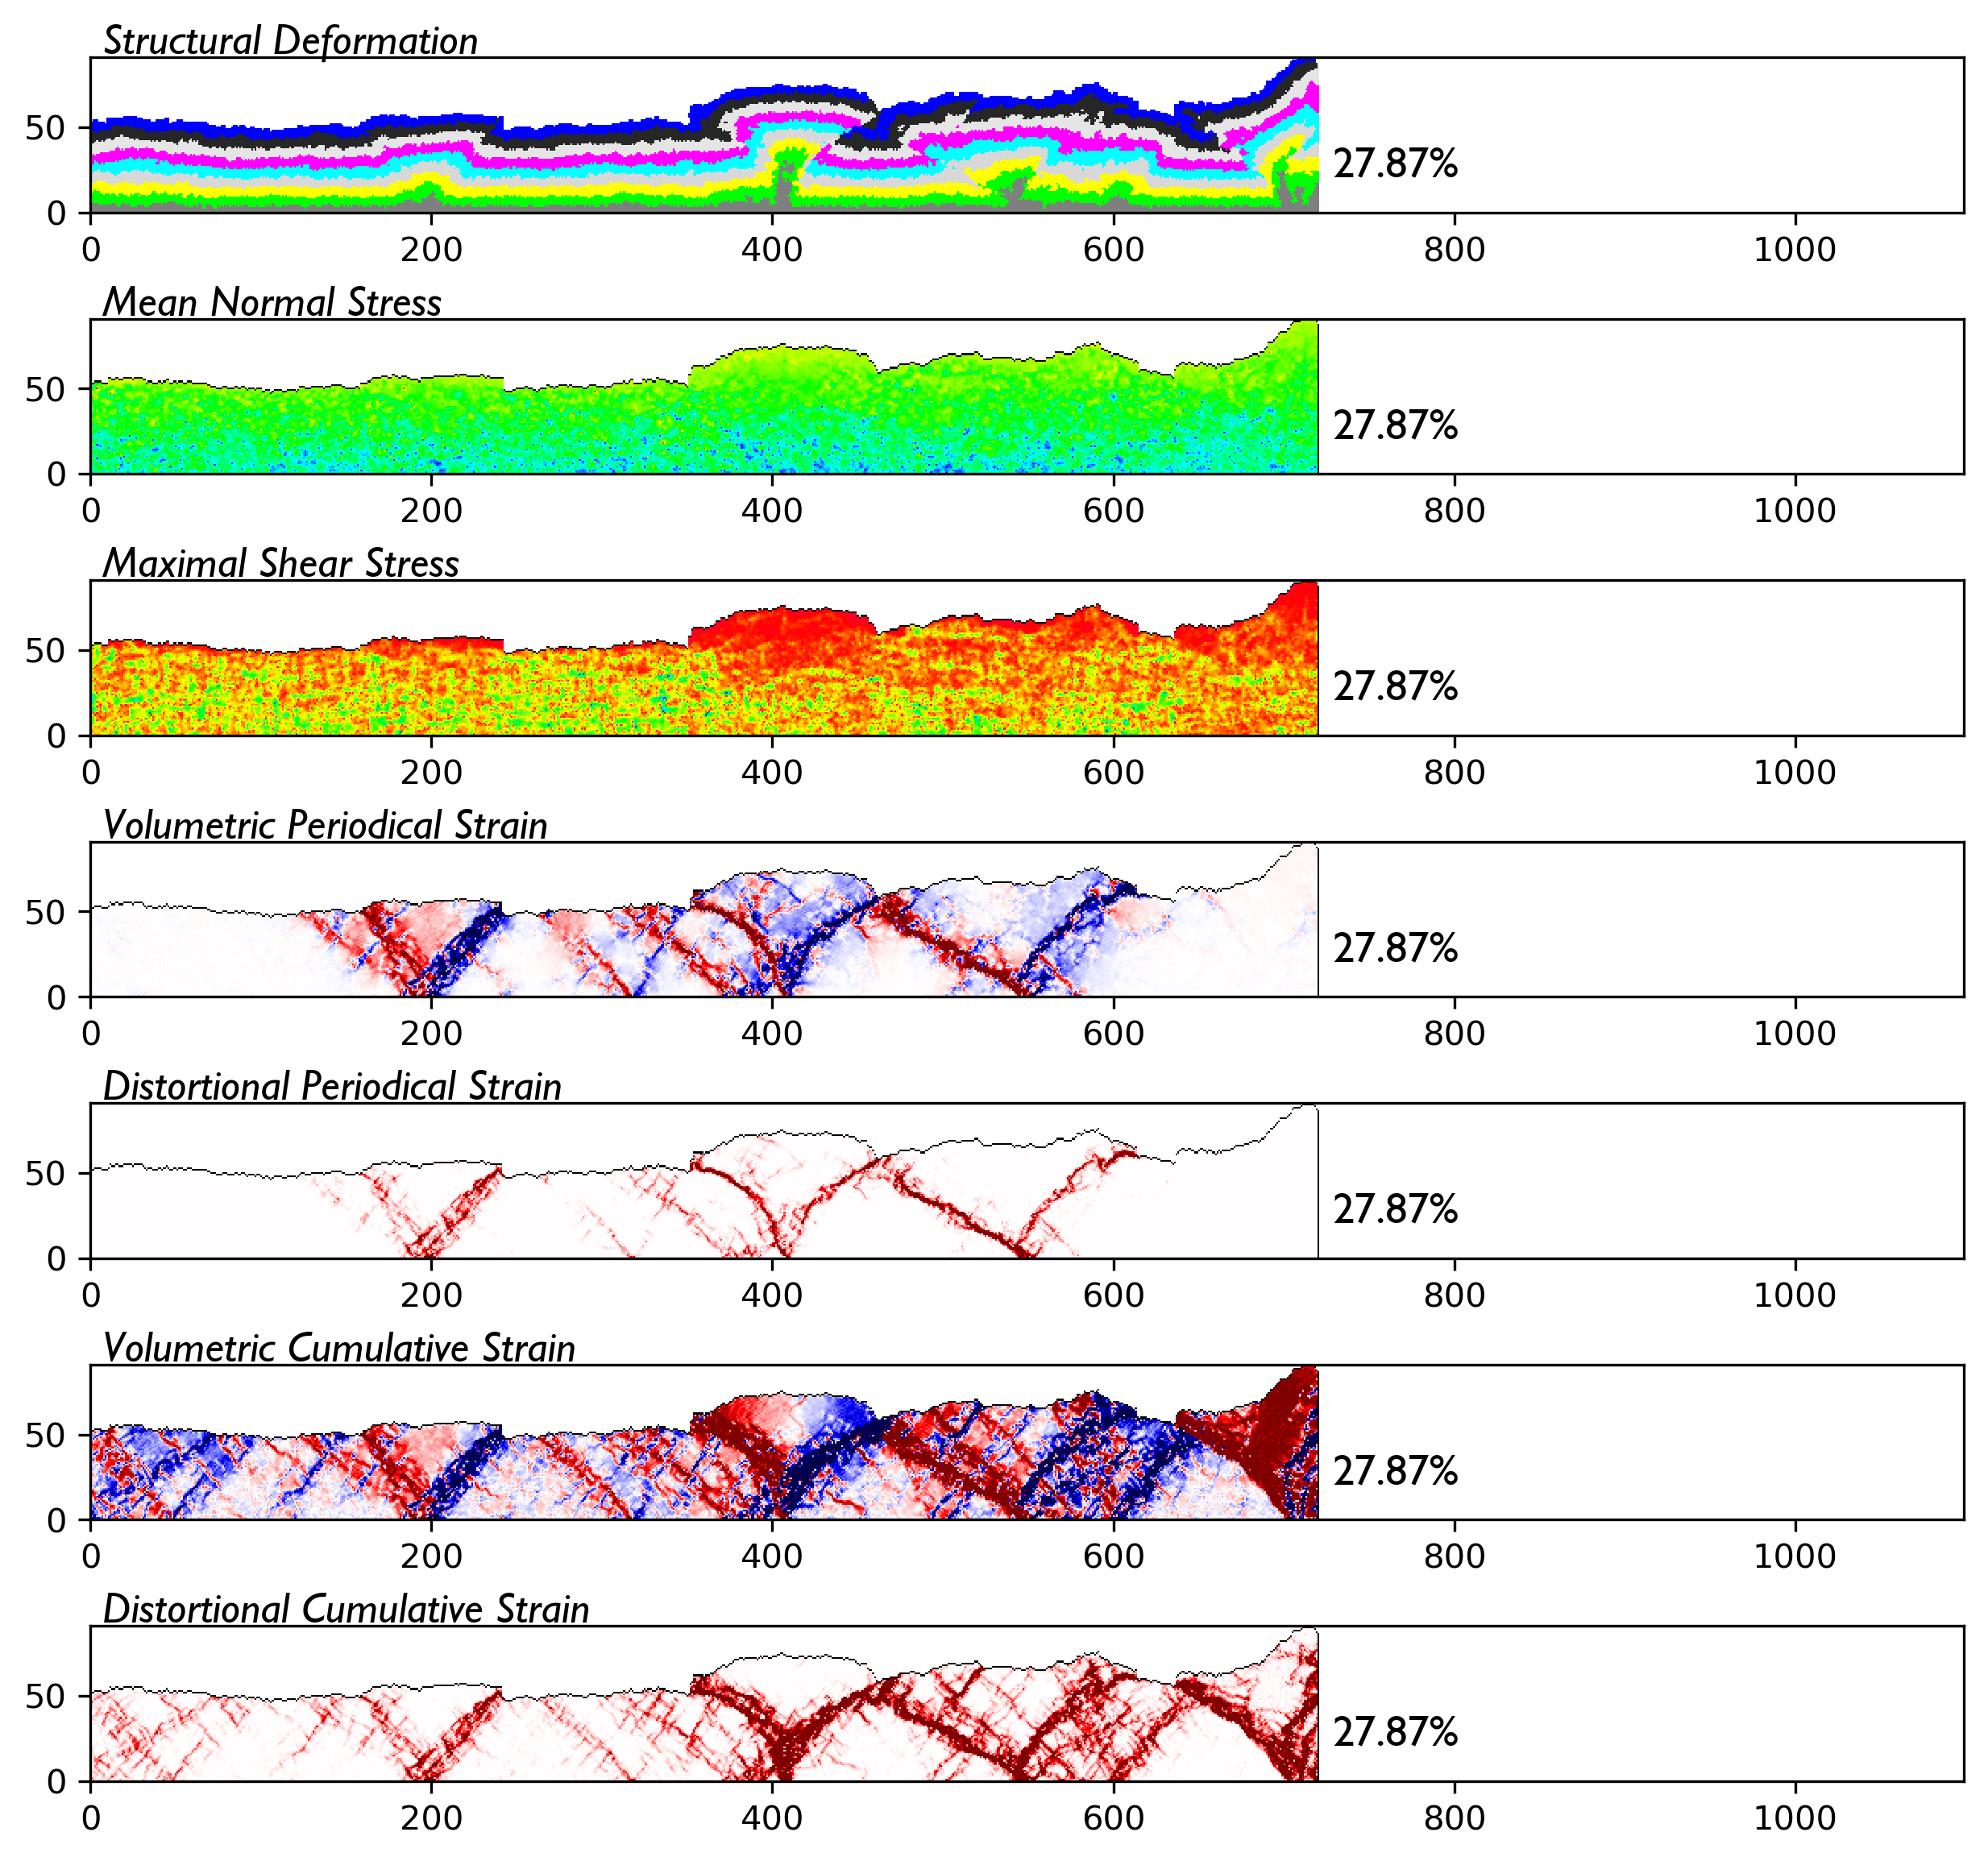 Structural Deformation
50
0
27.87%
0 200 400 600 800 1000
Mean Normal Stress
50
0
27.87%
0 200 400 600 800 1000
Maximal Shear Stress
50
0
27.87%
0 200 400 600 800 1000
Volumetric Periodical Strain
50
0
27.87%
0 200 400 600 800 1000
Distortional Periodical Strain
50
0
27.87%
0 200 400 600 800 1000
Volumetric Cumulative Strain
50
0
27.87%
0 200 400 600 800 1000
Distortional Cumulative Strain
50
0
27.87%
0 200 400 600 800 1000